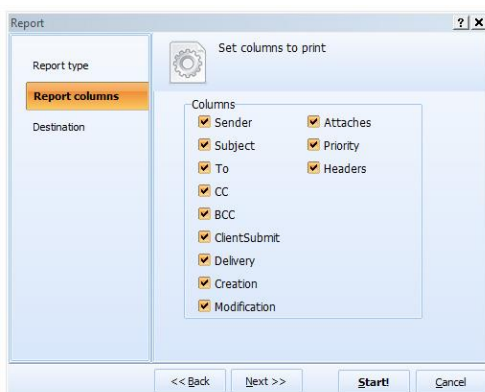 Report
? X
Report type
Report columns
Destination
Set columns to print
Columns
Sender
Subject
To
CC
BCC
ClientSubmit
Delivery
Creation
Modification
Attaches
Priority
Headers
<< Back
Next >>
Start!
Cancel